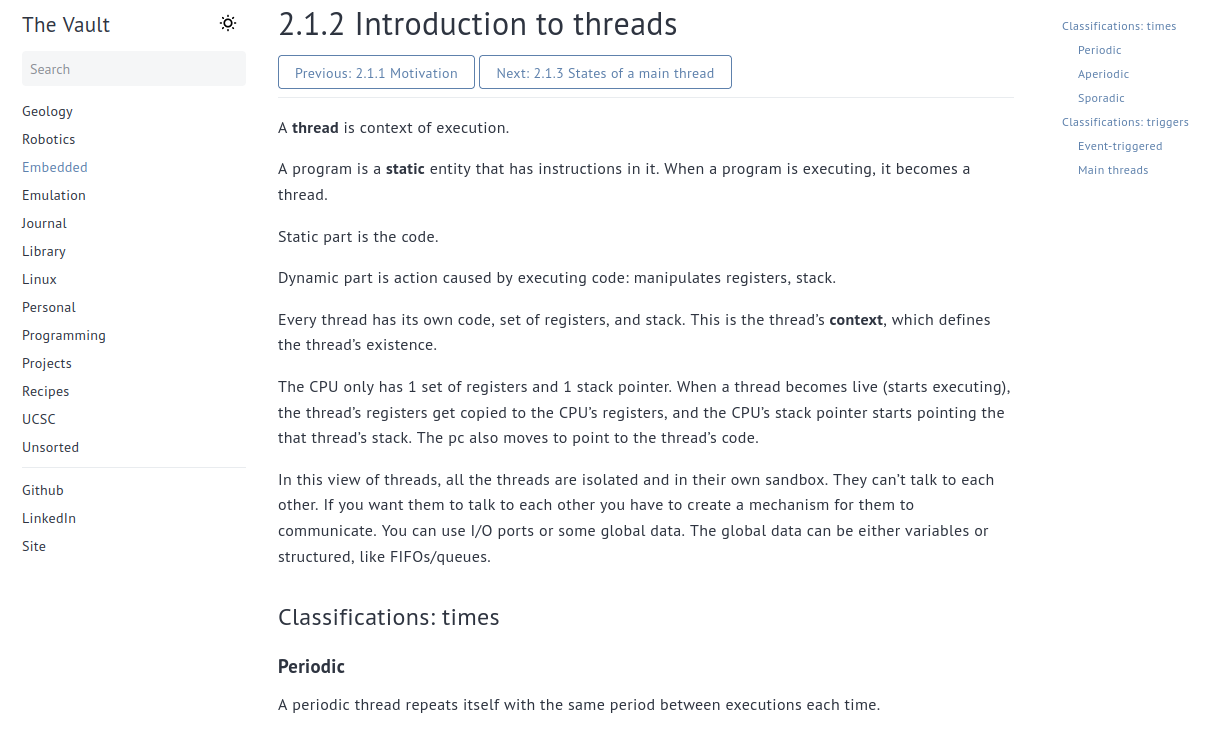 The Vault
Search
Geology
Robotics
Embedded
Emulation
Journal
Library
Linux
Personal
Programming
Projects
Recipes
UCSC
Unsorted
Github
LinkedIn
Site
2.1.2 Introduction to threads
Previous: 2.1.1 Motivation
Next: 2.1.3 States of a main thread
A thread is context of execution.
A program is a static entity that has instructions in it. When a program is executing, it becomes a
thread.
Static part is the code.
Dynamic part is action caused by executing code: manipulates registers, stack.
Every thread has its own code, set of registers, and stack. This is the thread’s context, which defines
the thread’s existence.
The CPU only has 1 set of registers and 1 stack pointer. When a thread becomes live (starts executing),
the thread’s registers get copied to the CPU’s registers, and the CPU’s stack pointer starts pointing the
that thread’s stack. The pc also moves to point to the thread’s code.
In this view of threads, all the threads are isolated and in their own sandbox. They can’t talk to each
other. If you want them to talk to each other you have to create a mechanism for them to
communicate. You can use I/O ports or some global data. The global data can be either variables or
structured, like FIFOs/queues.
Classifications: times
Periodic
A periodic thread repeats itself with the same period between executions each time.
Classifications: times
Periodic
Aperiodic
Sporadic
Classifications: triggers
Event-triggered
Main threads